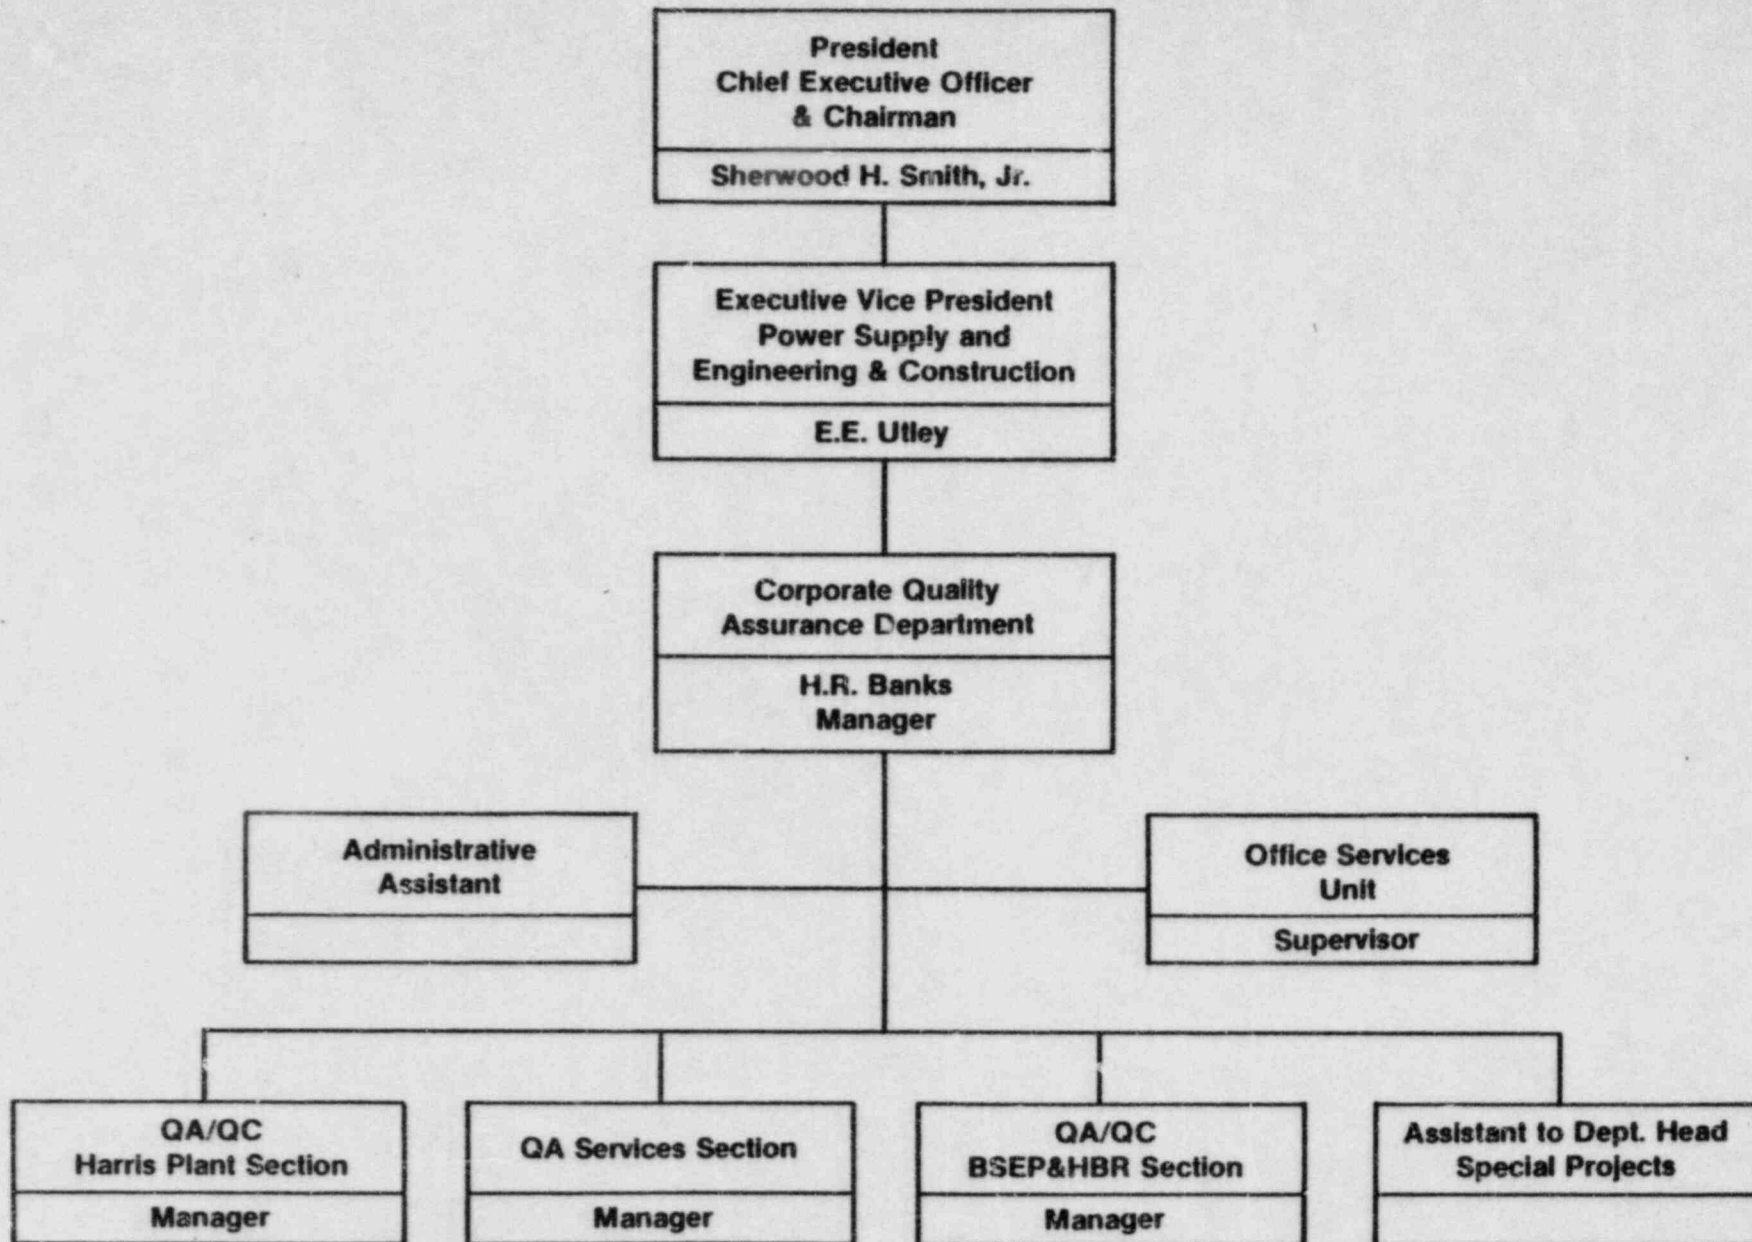 President
Chief Executive Officer
& Chairman
Sherwood H. Smith, Jr.
Executive Vice President
Power Supply and
Engineering & Construction
E.E. Utley
Corporate Quality
Assurance Department
H.R. Banks
Manager
Administrative
Assistant
Office Services
Unit
Supervisor
QA/QC
Harris Plant Section
Manager
QA Services Section
Manager
QA/QC
BSEP&HBR Section
Manager
Assistant to Dept. Head
Special Projects